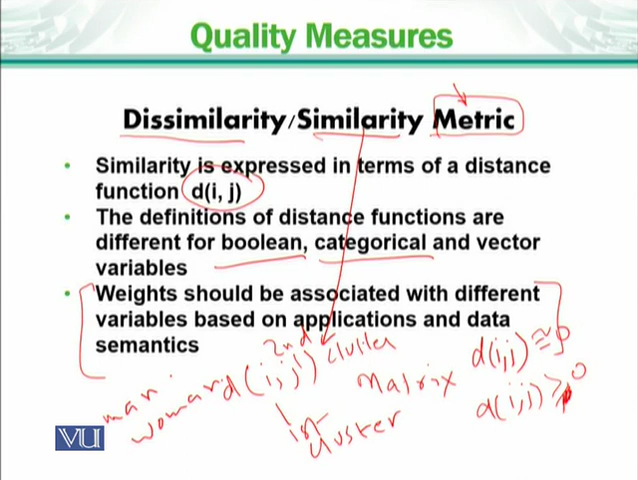 Quality Measures
Dissimilarity/Similarity Metric
• Similarity is expressed in terms of a distance
function d(i, j)
• The definitions of distance functions are
different for boolean, categorical and vector
variables
• Weights should be associated with different
variables based on applications and data
semantics
2nd cluster
d(i,j)
man
woman
1st
cluster
Matrix
d(i,j) ≅
d(i,j) ≥ 0
VU